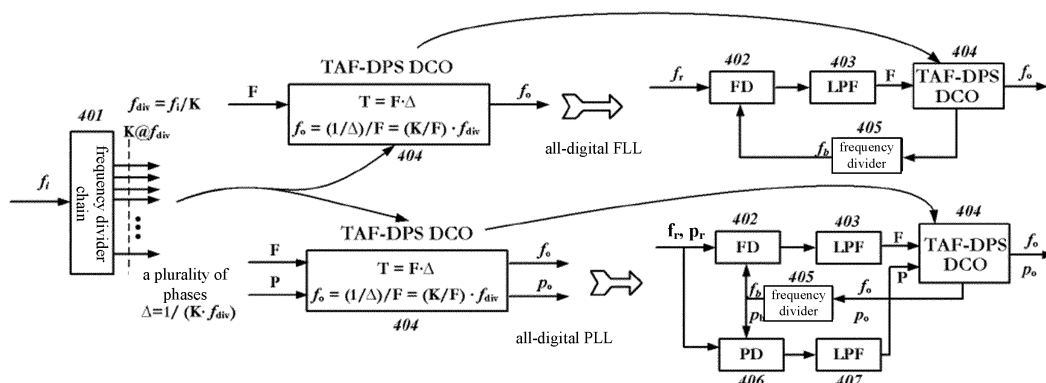 401
f_div = f_i/K
K@f_div
f_i
frequency divider chain
a plurality of
phases
Δ=1/ (K· f_div)
TAF-DPS DCO
F
T = F·Δ
f_o = (1/Δ)/F = (K/F) · f_div
f_o
404
all-digital FLL
f_r
402
FD
403
LPF
F
404
TAF-DPS
DCO
f_o
405
frequency
divider
f_b
TAF-DPS DCO
F
P
T = F·Δ
f_o = (1/Δ)/F = (K/F) · f_div
f_o
p_o
404
all-digital PLL
f_r, p_r
402
FD
403
LPF
F
P
404
TAF-DPS
DCO
f_o
p_o
405
frequency
divider
f_b
p_b
f_o
p_o
PD
406
LPF
407